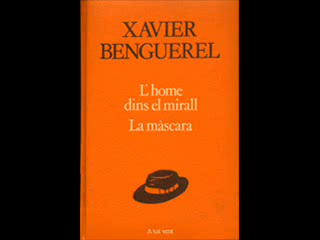 XAVIER
BENGUEREL
L'home
dins el mirall
La màscara
A tot vent